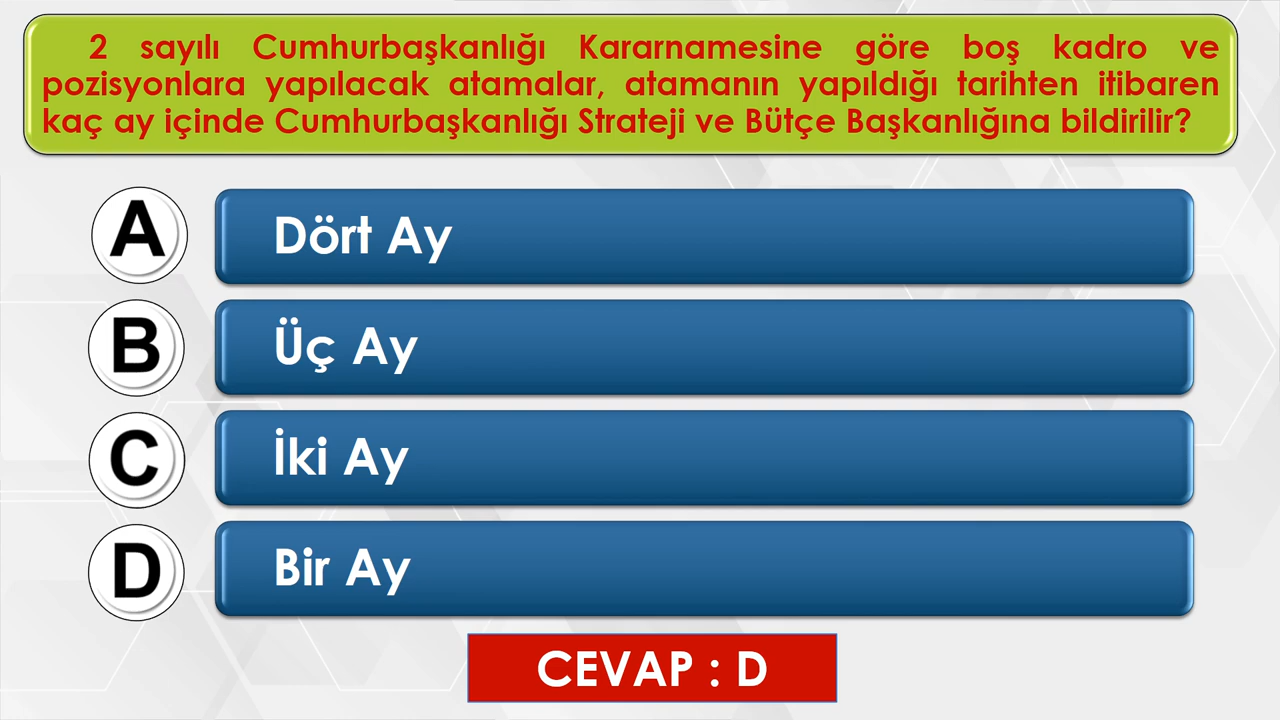 2 sayılı Cumhurbaşkanlığı Kararnamesine göre boş kadro ve
pozisyonlara yapılacak atamalar, atamanın yapıldığı tarihten itibaren
kaç ay içinde Cumhurbaşkanlığı Strateji ve Bütçe Başkanlığına bildirilir?
A Dört Ay
B Üç Ay
C İki Ay
D Bir Ay
CEVAP : D